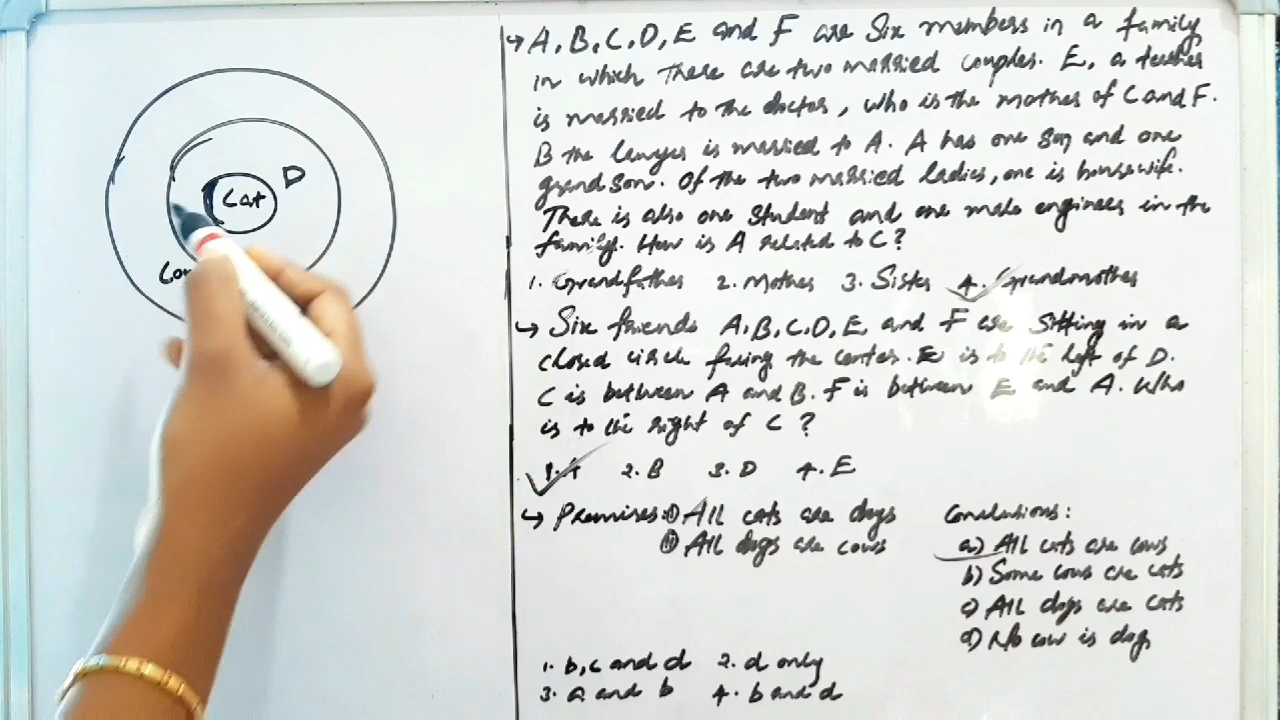 Cat
D
Cow
→ A, B, C, D, E and F are Six members in a family
in which There are two married couples. E, a teacher
is married to the doctor, who is the mother of C and F.
B the lawyer is married to A. A has one son and one
grand son. Of the two married ladies, one is housewife.
There is also one student and one male engineer in the
family. How is A related to C?
1. Grandfather 2. Mother 3. Sister 4. Grandmother
→ Six friends A, B, C, D, E and F are sitting in a
closed circle facing the center. E is to the left of D.
C is between A and B. F is between E and A. Who
is to the right of C?
1. A 2. B 3. D 4. E
→ Premises: i) All cats are dogs
ii) All dogs are cows
Conclusions:
a) All cats are cows
b) Some cows are cats
c) All dogs are cats
d) No cow is dog
1. b, c and d 2. d only
3. a and b 4. b and d